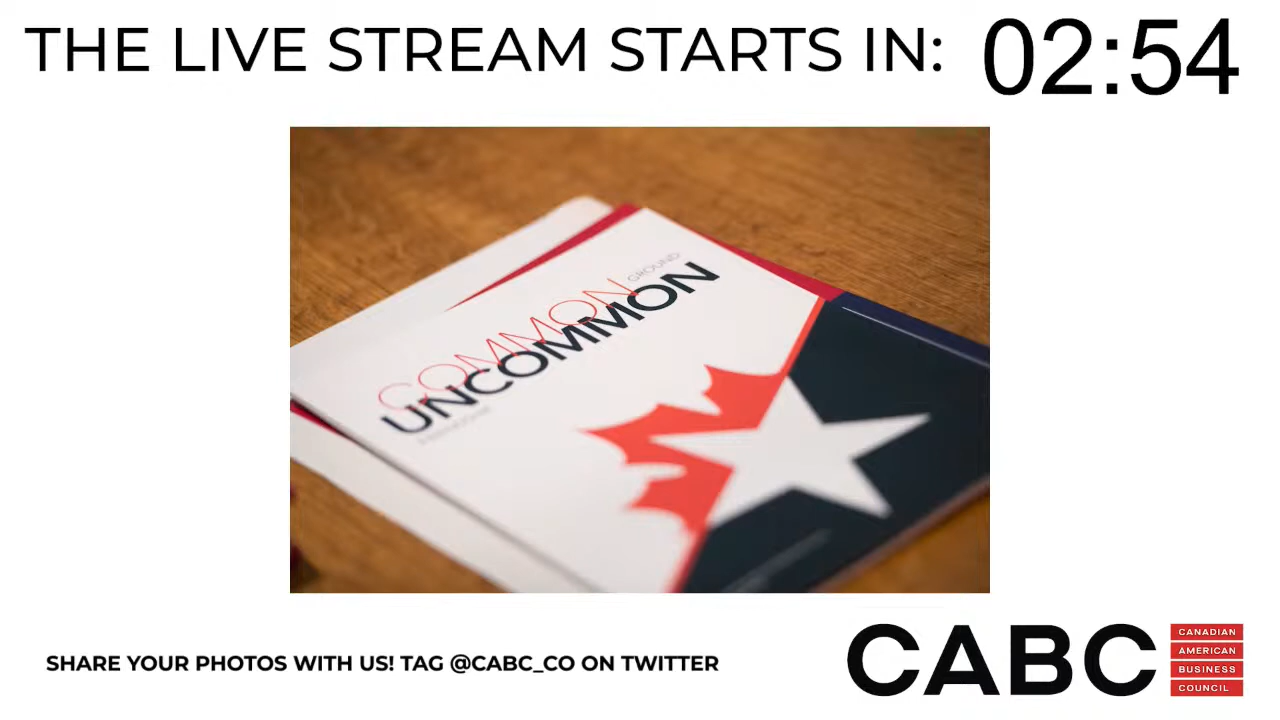 THE LIVE STREAM STARTS IN: 02:54
GROUND
COMMON
UNCOMMON
SHARE YOUR PHOTOS WITH US! TAG @CABC_CO ON TWITTER
CABC
CANADIAN
AMERICAN
BUSINESS
COUNCIL